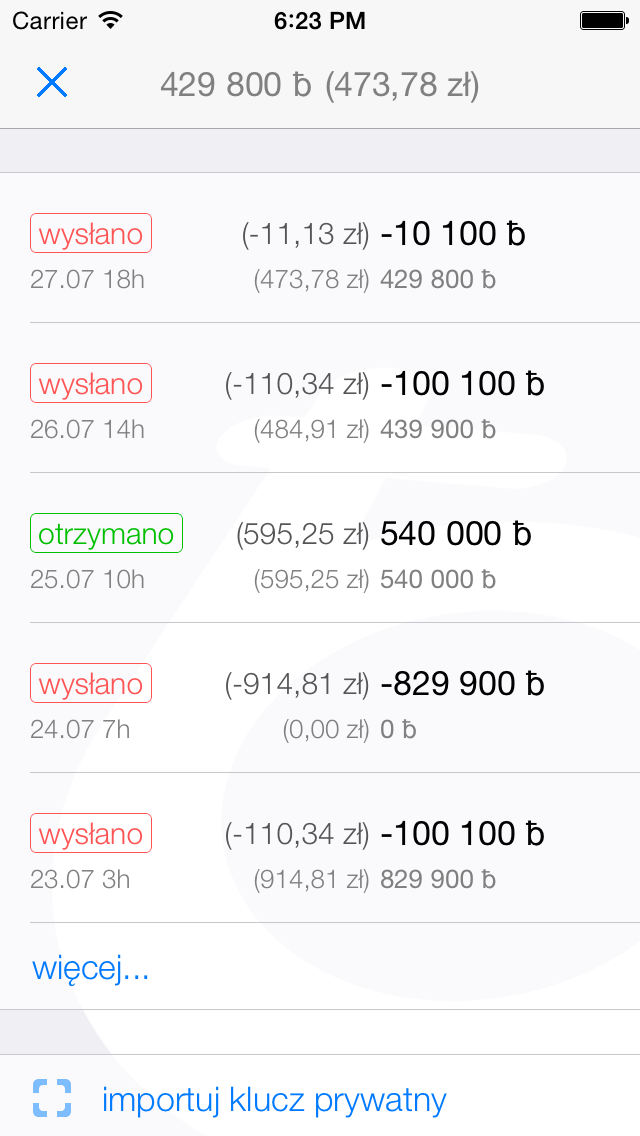 Carrier 6:23 PM
429 800 ƀ (473,78 zł)
wysłano (-11,13 zł) -10 100 ƀ
27.07 18h (473,78 zł) 429 800 ƀ
wysłano (-110,34 zł) -100 100 ƀ
26.07 14h (484,91 zł) 439 900 ƀ
otrzymano (595,25 zł) 540 000 ƀ
25.07 10h (595,25 zł) 540 000 ƀ
wysłano (-914,81 zł) -829 900 ƀ
24.07 7h (0,00 zł) 0 ƀ
wysłano (-110,34 zł) -100 100 ƀ
23.07 3h (914,81 zł) 829 900 ƀ
więcej...
importuj klucz prywatny